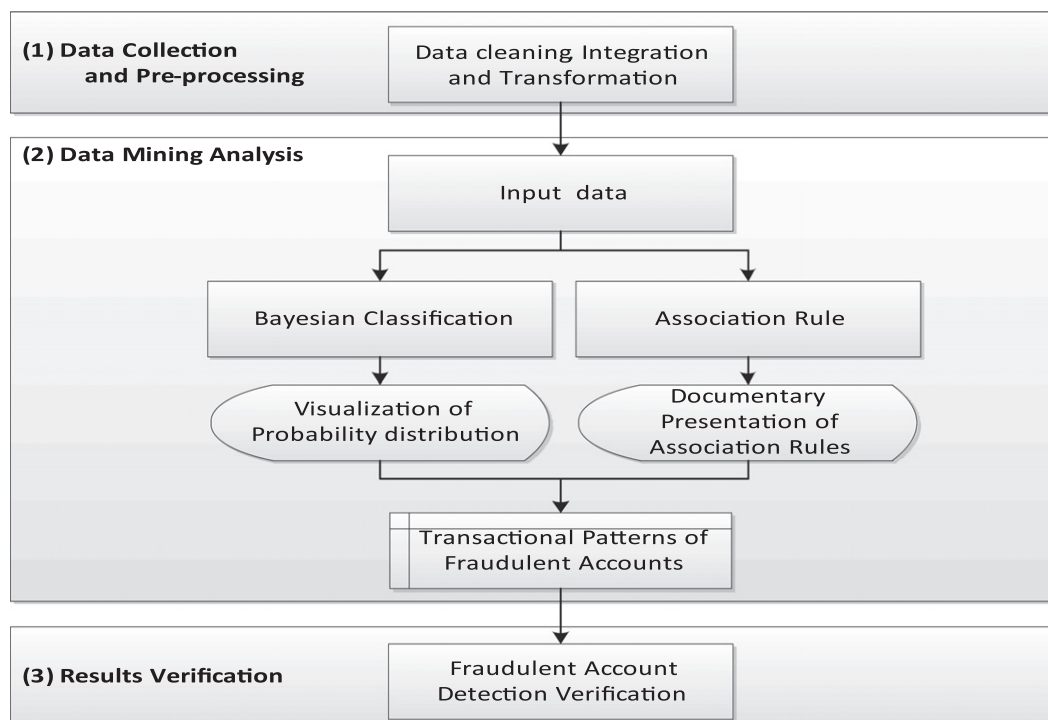 (1) Data Collection
and Pre-processing
Data cleaning, Integration
and Transformation
(2) Data Mining Analysis
Input data
Bayesian Classification
Association Rule
Visualization of
Probability distribution
Documentary
Presentation of
Association Rules
Transactional Patterns of
Fraudulent Accounts
(3) Results Verification
Fraudulent Account
Detection Verification